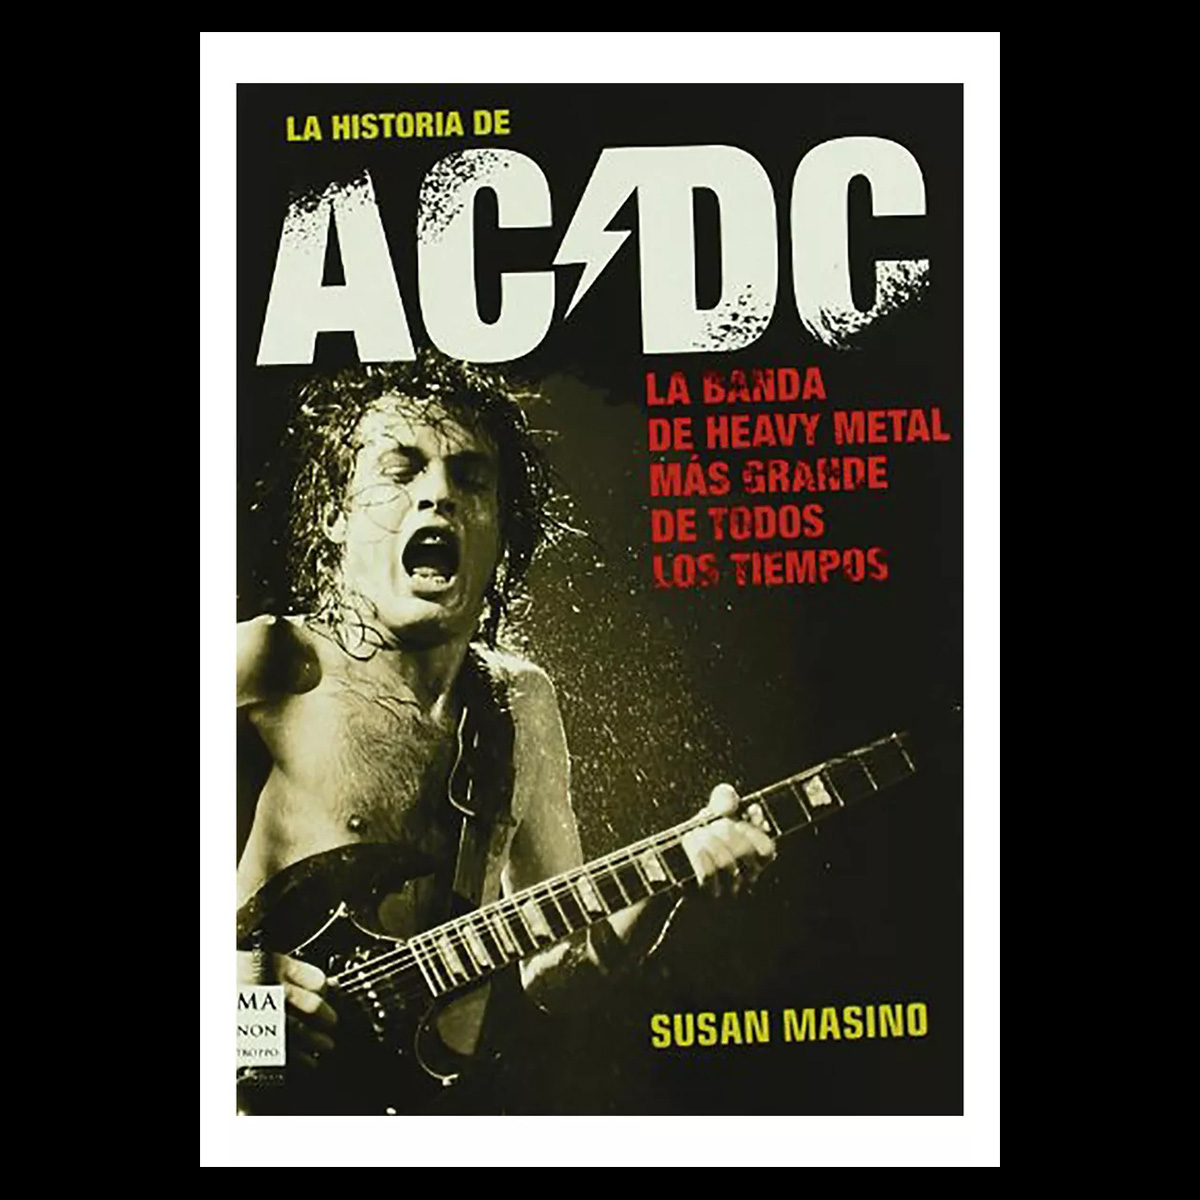 LA HISTORIA DE
AC/DC
LA BANDA
DE HEAVY METAL
MÁS GRANDE
DE TODOS
LOS TIEMPOS
SUSAN MASINO
MA
NON
TROPPO